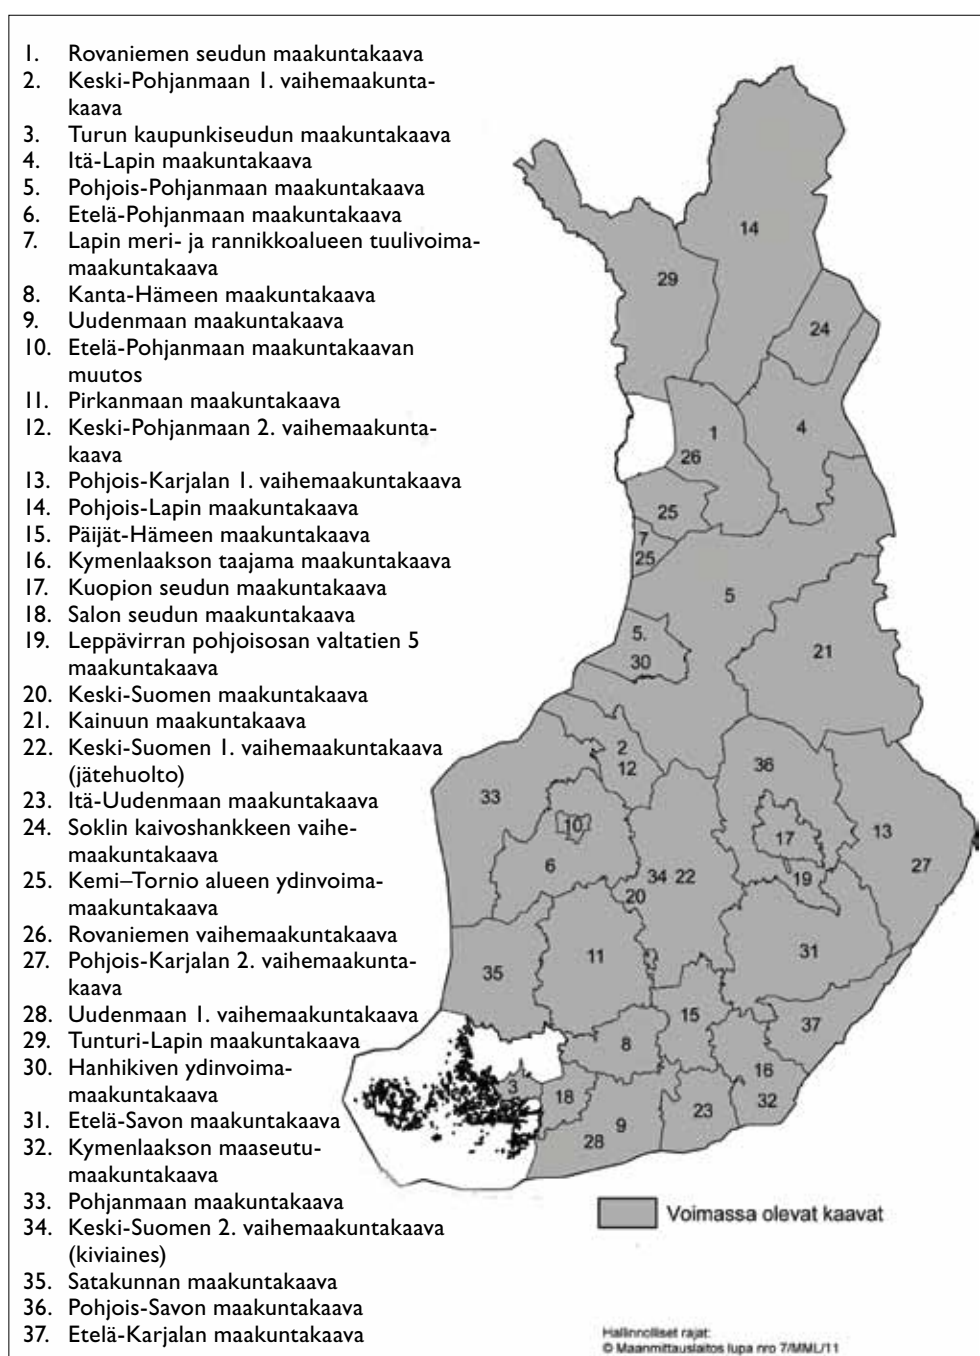 1. Rovaniemen seudun maakuntakaava
2. Keski-Pohjanmaan 1. vaihemaakunta-
kaava
3. Turun kaupunkiseudun maakuntakaava
4. Itä-Lapin maakuntakaava
5. Pohjois-Pohjanmaan maakuntakaava
6. Etelä-Pohjanmaan maakuntakaava
7. Lapin meri- ja rannikkoalueen tuulivoima-
maakuntakaava
8. Kanta-Hämeen maakuntakaava
9. Uudenmaan maakuntakaava
10. Etelä-Pohjanmaan maakuntakaavan
muutos
11. Pirkanmaan maakuntakaava
12. Keski-Pohjanmaan 2. vaihemaakunta-
kaava
13. Pohjois-Karjalan 1. vaihemaakuntakaava
14. Pohjois-Lapin maakuntakaava
15. Päijät-Hämeen maakuntakaava
16. Kymenlaakson taajama maakuntakaava
17. Kuopion seudun maakuntakaava
18. Salon seudun maakuntakaava
19. Leppävirran pohjoisosan valtatien 5
maakuntakaava
20. Keski-Suomen maakuntakaava
21. Kainuun maakuntakaava
22. Keski-Suomen 1. vaihemaakuntakaava
(jätehuolto)
23. Itä-Uudenmaan maakuntakaava
24. Soklin kaivoshankkeen vaihe-
maakuntakaava
25. Kemi–Tornio alueen ydinvoima-
maakuntakaava
26. Rovaniemen vaihemaakuntakaava
27. Pohjois-Karjalan 2. vaihemaakunta-
kaava
28. Uudenmaan 1. vaihemaakuntakaava
29. Tunturi-Lapin maakuntakaava
30. Hanhikiven ydinvoima-
maakuntakaava
31. Etelä-Savon maakuntakaava
32. Kymenlaakson maaseutu-
maakuntakaava
33. Pohjanmaan maakuntakaava
34. Keski-Suomen 2. vaihemaakuntakaava
(kiviaines)
35. Satakunnan maakuntakaava
36. Pohjois-Savon maakuntakaava
37. Etelä-Karjalan maakuntakaava
14
29
24
4
1
26
25
7
25
5
5.
30
21
2
12
33
36
10
17
13
6
34 22
19
27
20
11
31
35
15
37
8
16
3
18
32
23
9
28
Voimassa olevat kaavat
Hallinnolliset rajat:
© Maanmittauslaitos lupa nro 7/MML/11